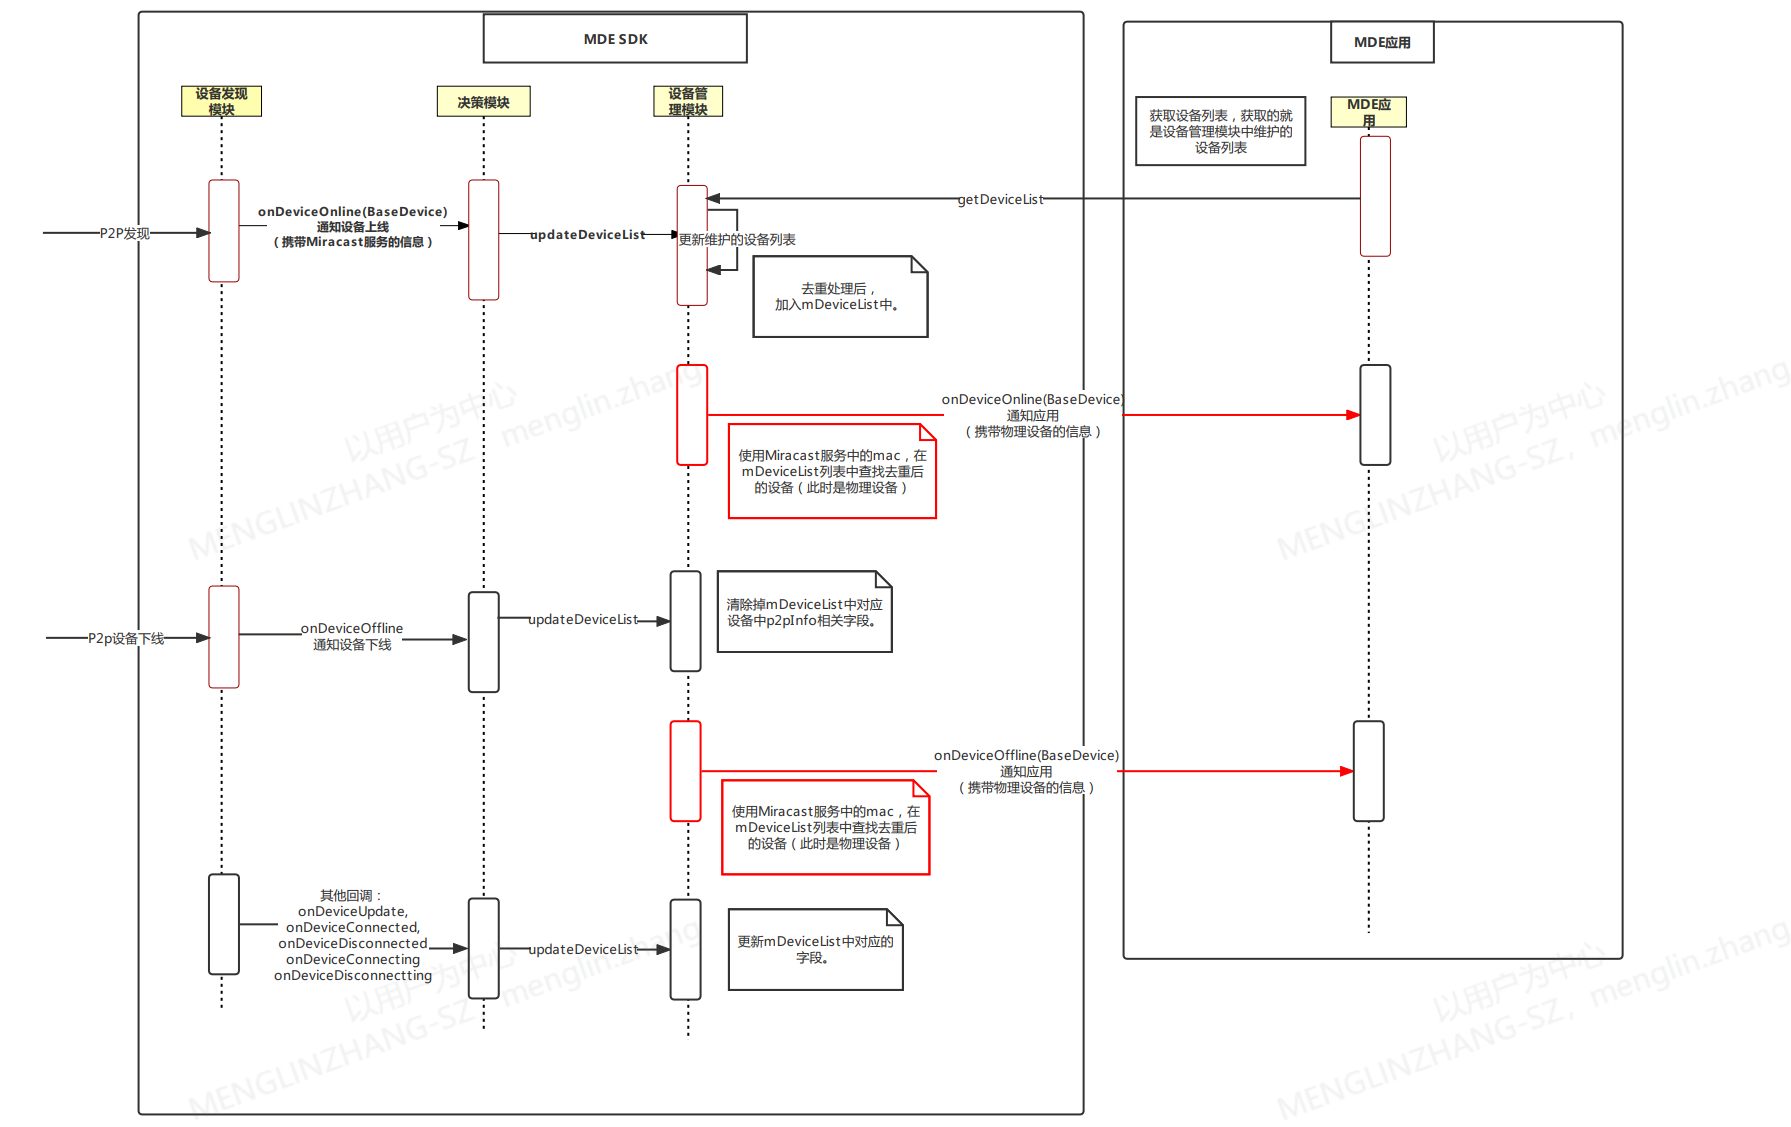 MDE SDK
MDE应用
设备发现
模块
决策模块
设备管
理模块
获取设备列表，获取的就
是设备管理模块中维护的
设备列表
MDE应
用
getDeviceList
P2P发现
onDeviceOnline(BaseDevice)
通知设备上线
（携带Miracast服务的信息）
updateDeviceList
更新维护的设备列表
去重处理后，
加入mDeviceList中。
onDeviceOnline(BaseDevice)
通知应用
（携带物理设备的信息）
使用Miracast服务中的mac，在
mDeviceList列表中查找去重后
的设备（此时是物理设备）
P2p设备下线
onDeviceOffline
通知设备下线
updateDeviceList
清除掉mDeviceList中对应
设备中p2pInfo相关字段。
onDeviceOffline(BaseDevice)
通知应用
（携带物理设备的信息）
使用Miracast服务中的mac，在
mDeviceList列表中查找去重后
的设备（此时是物理设备）
其他回调：
onDeviceUpdate,
onDeviceConnected,
onDeviceDisconnected
onDeviceConnecting
onDeviceDisconnectting
updateDeviceList
更新mDeviceList中对应的
字段。
以用户为中心
MENGLINZHANG-SZ，menglin.zhang
以用户为中心
MENGLINZHANG-SZ，menglin.zhang
以用户为中心
MENGLINZHANG-SZ，menglin.zhang
以用户为中心
MENGLINZHANG-SZ，menglin.zhang